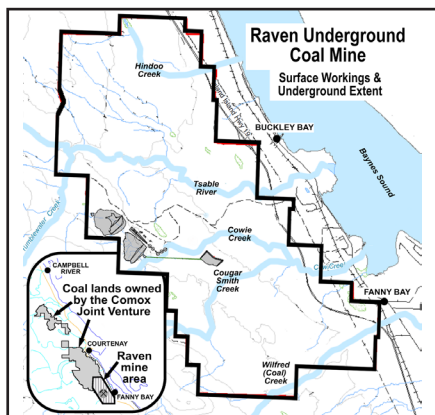 Raven Underground
Coal Mine
Surface Workings &
Underground Extent
Hindoo
Creek
BUCKLEY BAY
Baynes Sound
Tsable
River
Cowie
Creek
Cougar
Smith
Creek
FANNY BAY
Wilfred
(Coal)
Creek
CAMPBELL
RIVER
Coal lands owned
by the Comox
Joint Venture
COURTENAY
Raven
mine
area
FANNY BAY